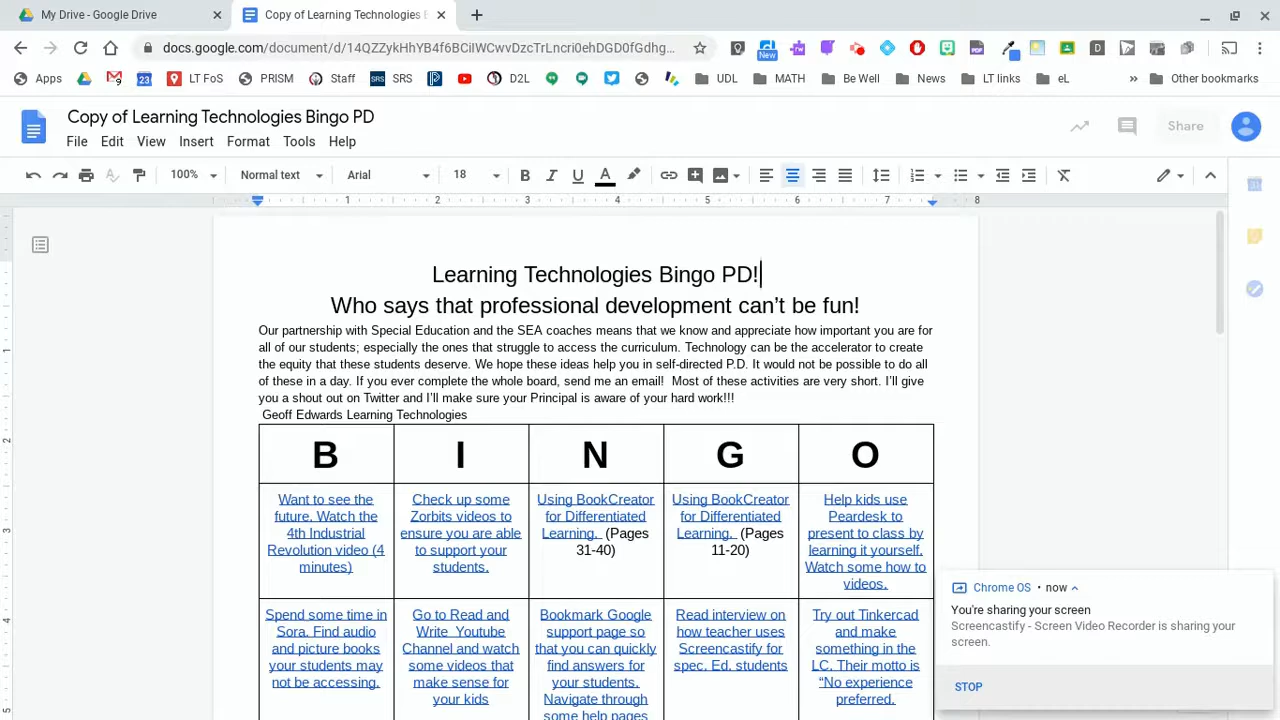 My Drive - Google Drive
Copy of Learning Technologies B
docs.google.com/document/d/14QZZykHhYB4f6BCiIWCwvDzcTrLncri0ehDGD0fGdhg...
New
Apps
23
LT FoS
PRISM
Staff
SRS
SRS
D2L
UDL
MATH
Be Well
News
LT links
eL
»
Other bookmarks
Copy of Learning Technologies Bingo PD
Share
File Edit View Insert Format Tools Help
100% Normal text Arial 18 B I U A
1 2 3 4 5 6 7 8
Learning Technologies Bingo PD!
Who says that professional development can't be fun!
Our partnership with Special Education and the SEA coaches means that we know and appreciate how important you are for
all of our students; especially the ones that struggle to access the curriculum. Technology can be the accelerator to create
the equity that these students deserve. We hope these ideas help you in self-directed P.D. It would not be possible to do all
of these in a day. If you ever complete the whole board, send me an email!  Most of these activities are very short. I'll give
you a shout out on Twitter and I'll make sure your Principal is aware of your hard work!!!
Geoff Edwards Learning Technologies
B I N G O
Want to see the
future. Watch the
4th Industrial
Revolution video (4
minutes)
Check up some
Zorbits videos to
ensure you are able
to support your
students.
Using BookCreator
for Differentiated
Learning. (Pages
31-40)
Using BookCreator
for Differentiated
Learning. (Pages
11-20)
Help kids use
Peardesk to
present to class by
learning it yourself.
Watch some how to
videos.
Spend some time in
Sora. Find audio
and picture books
your students may
not be accessing.
Go to Read and
Write Youtube
Channel and watch
some videos that
make sense for
your kids
Bookmark Google
support page so
that you can quickly
find answers for
your students.
Navigate through
some help pages
Read interview on
how teacher uses
Screencastify for
spec. Ed. students
Try out Tinkercad
and make
something in the
LC. Their motto is
“No experience
preferred.
1
2
3
4
5
Chrome OS • now
You're sharing your screen
Screencastify - Screen Video Recorder is sharing your
screen.
STOP